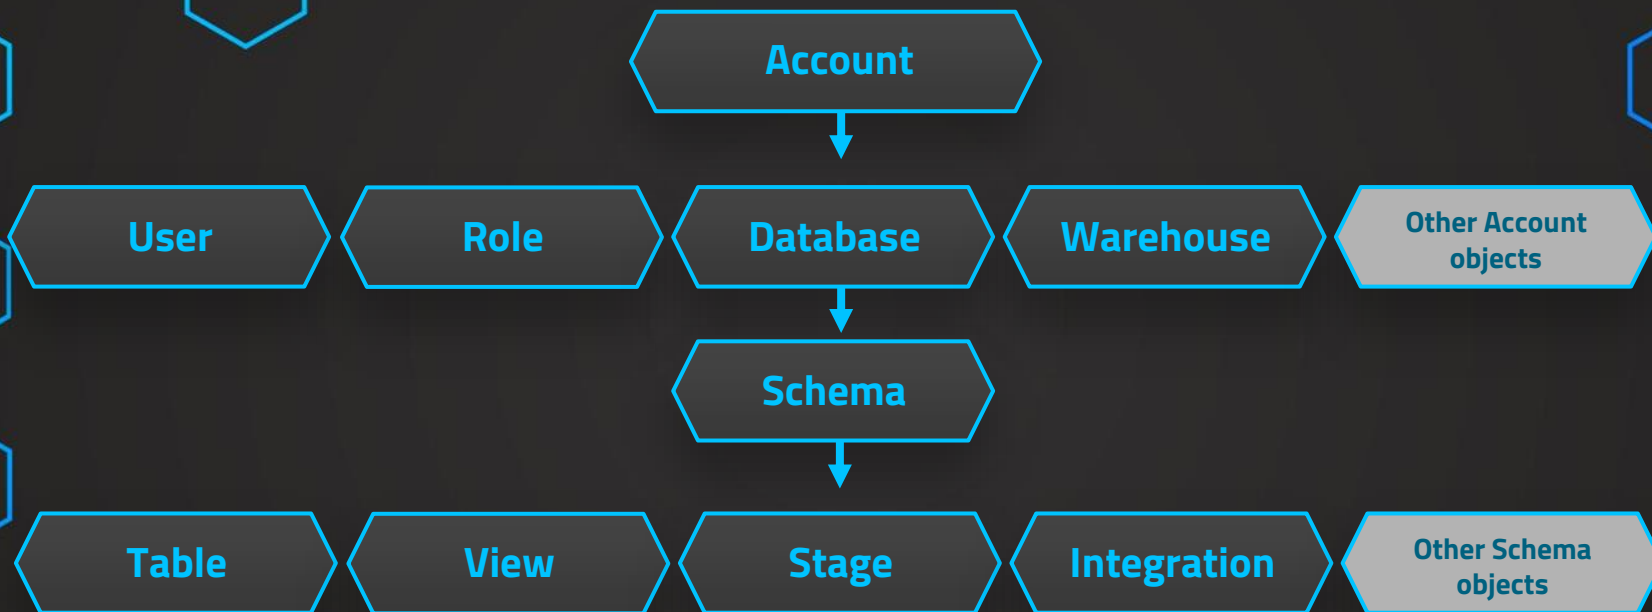 Account
User
Role
Database
Warehouse
Other Account
objects
Schema
Table
View
Stage
Integration
Other Schema
objects